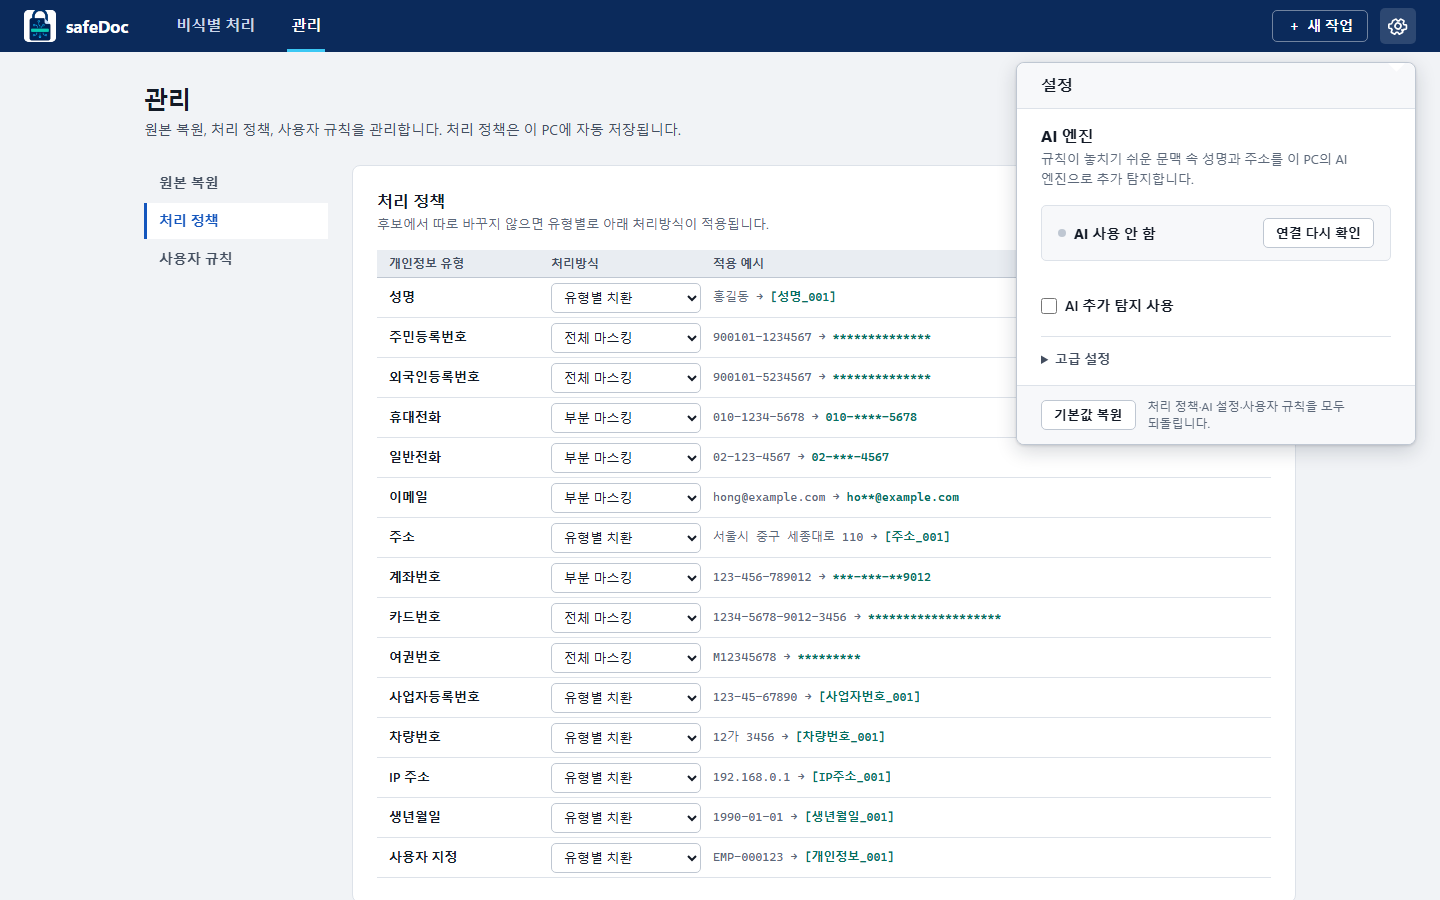 safeDoc
비식별 처리
관리
+ 새 작업
관리
원본 복원, 처리 정책, 사용자 규칙을 관리합니다. 처리 정책은 이 PC에 자동 저장됩니다.
원본 복원
처리 정책
사용자 규칙
처리 정책
후보에서 따로 바꾸지 않으면 유형별로 아래 처리방식이 적용됩니다.
개인정보 유형 처리방식 적용 예시
성명 유형별 치환 홍길동 → [성명_001]
주민등록번호 전체 마스킹 900101-1234567 → **************
외국인등록번호 전체 마스킹 900101-5234567 → **************
휴대전화 부분 마스킹 010-1234-5678 → 010-****-5678
일반전화 부분 마스킹 02-123-4567 → 02-***-4567
이메일 부분 마스킹 hong@example.com → ho**@example.com
주소 유형별 치환 서울시 중구 세종대로 110 → [주소_001]
계좌번호 부분 마스킹 123-456-789012 → ***-***-**9012
카드번호 전체 마스킹 1234-5678-9012-3456 → *******************
여권번호 전체 마스킹 M12345678 → *********
사업자등록번호 유형별 치환 123-45-67890 → [사업자번호_001]
차량번호 유형별 치환 12가 3456 → [차량번호_001]
IP 주소 유형별 치환 192.168.0.1 → [IP주소_001]
생년월일 유형별 치환 1990-01-01 → [생년월일_001]
사용자 지정 유형별 치환 EMP-000123 → [개인정보_001]
설정
AI 엔진
규칙이 놓치기 쉬운 문맥 속 성명과 주소를 이 PC의 AI
엔진으로 추가 탐지합니다.
AI 사용 안 함
연결 다시 확인
AI 추가 탐지 사용
고급 설정
기본값 복원
처리 정책·AI 설정·사용자 규칙을 모두
되돌립니다.